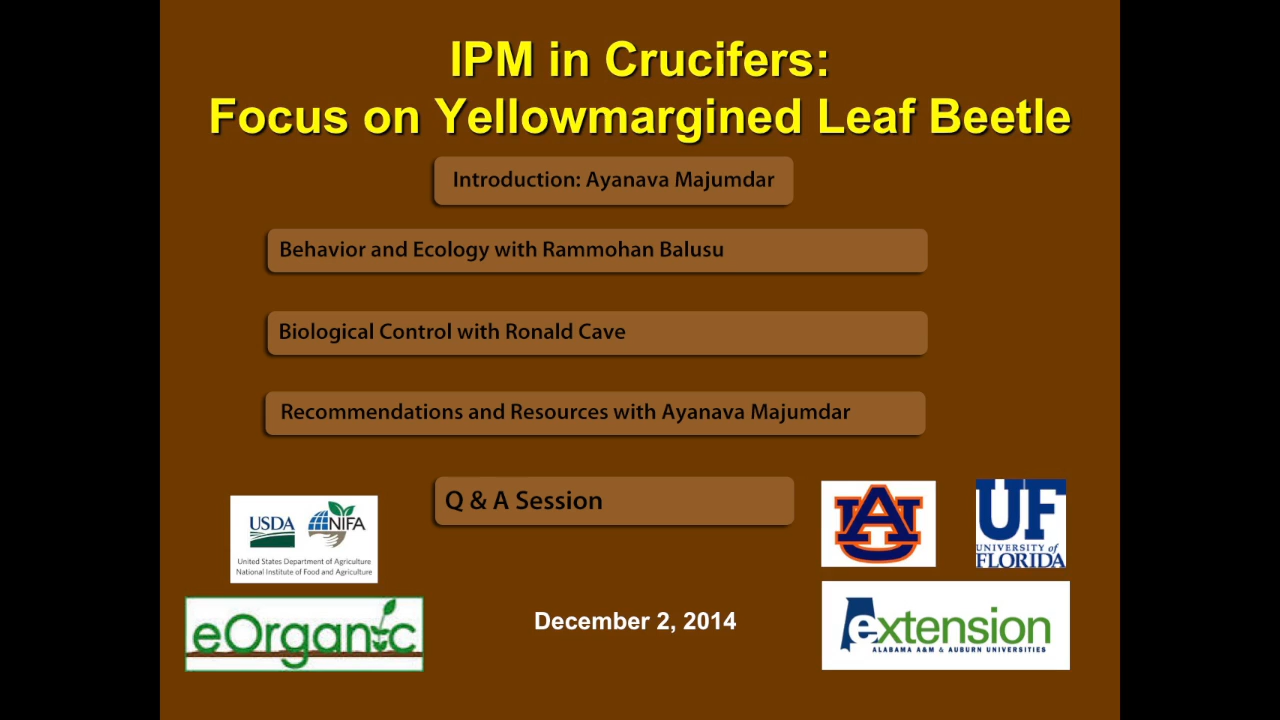 IPM in Crucifers:
Focus on Yellowmargined Leaf Beetle
Introduction: Ayanava Majumdar
Behavior and Ecology with Rammohan Balusu
Biological Control with Ronald Cave
Recommendations and Resources with Ayanava Majumdar
Q & A Session
USDA
NIFA
United States Department of Agriculture
National Institute of Food and Agriculture
AU
UF
UNIVERSITY of
FLORIDA
eOrganic
December 2, 2014
extension
ALABAMA A&M & AUBURN UNIVERSITIES